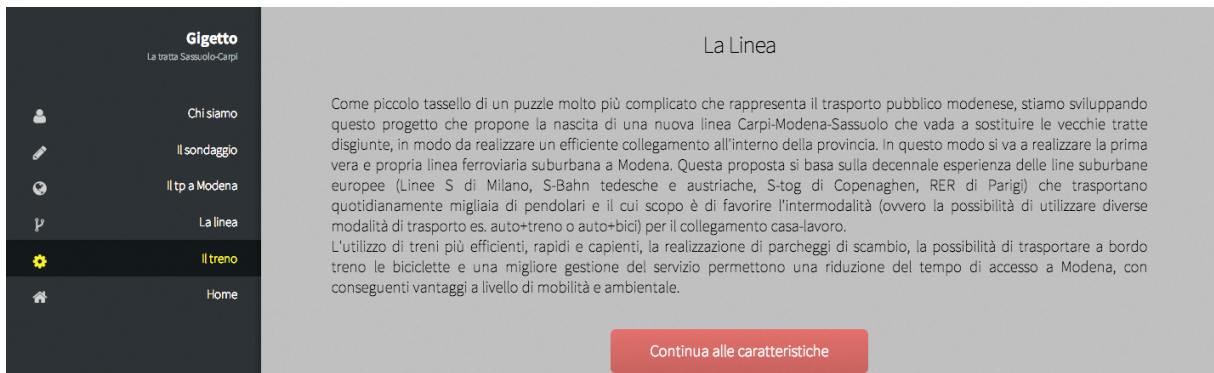 Gigetto
La tratta Sassuolo-Carpi
Chi siamo
Il sondaggio
Il tp a Modena
La linea
Il treno
Home
La Linea
Come piccolo tassello di un puzzle molto più complicato che rappresenta il trasporto pubblico modenese, stiamo sviluppando
questo progetto che propone la nascita di una nuova linea Carpi-Modena-Sassuolo che vada a sostituire le vecchie tratte
disgiunte, in modo da realizzare un efficiente collegamento all'interno della provincia. In questo modo si va a realizzare la prima
vera e propria linea ferroviaria suburbana a Modena. Questa proposta si basa sulla decennale esperienza delle line suburbane
europee (Linee S di Milano, S-Bahn tedesche e austriache, S-tog di Copenaghen, RER di Parigi) che trasportano
quotidianamente migliaia di pendolari e il cui scopo è di favorire l'intermodalità (ovvero la possibilità di utilizzare diverse
modalità di trasporto es. auto+treno o auto+bici) per il collegamento casa-lavoro.
L'utilizzo di treni più efficienti, rapidi e capienti, la realizzazione di parcheggi di scambio, la possibilità di trasportare a bordo
treno le biciclette e una migliore gestione del servizio permettono una riduzione del tempo di accesso a Modena, con
conseguenti vantaggi a livello di mobilità e ambientale.
Continua alle caratteristiche